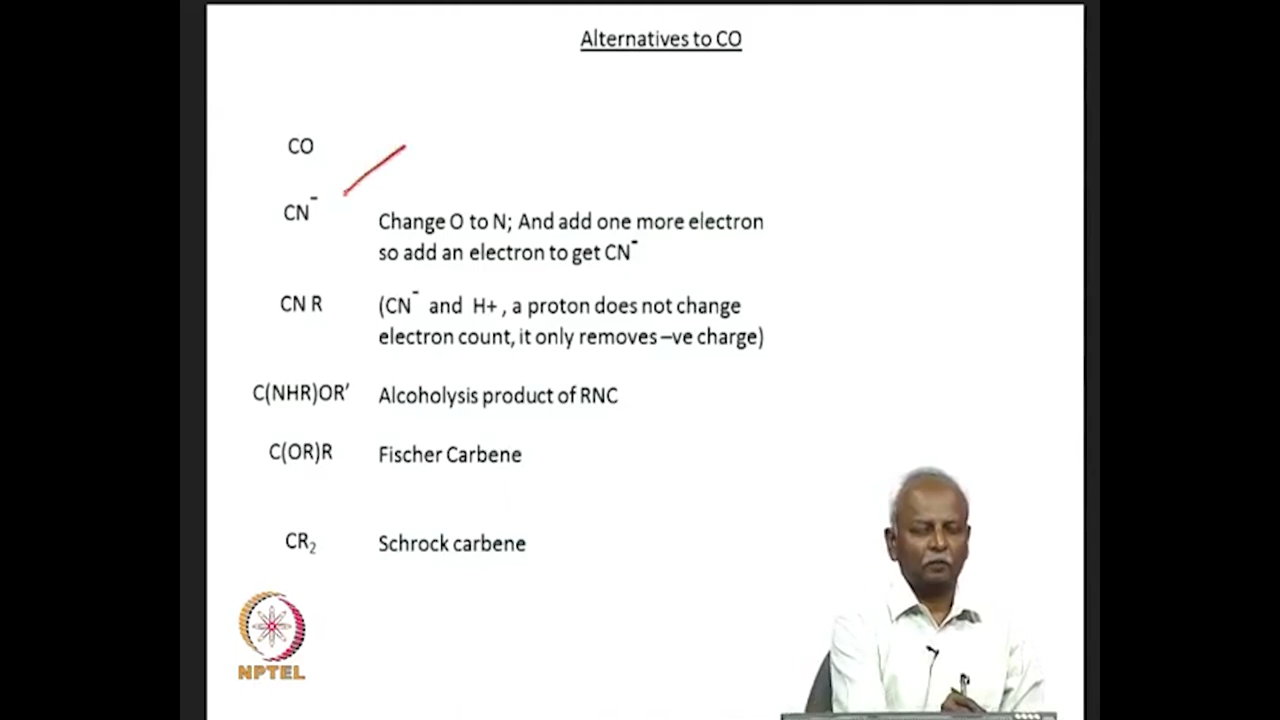 Alternatives to CO
CO
CN⁻
Change O to N; And add one more electron
so add an electron to get CN⁻
CN R
(CN⁻ and H+ , a proton does not change
electron count, it only removes –ve charge)
C(NHR)OR’ Alcoholysis product of RNC
C(OR)R Fischer Carbene
CR₂ Schrock carbene
NPTEL